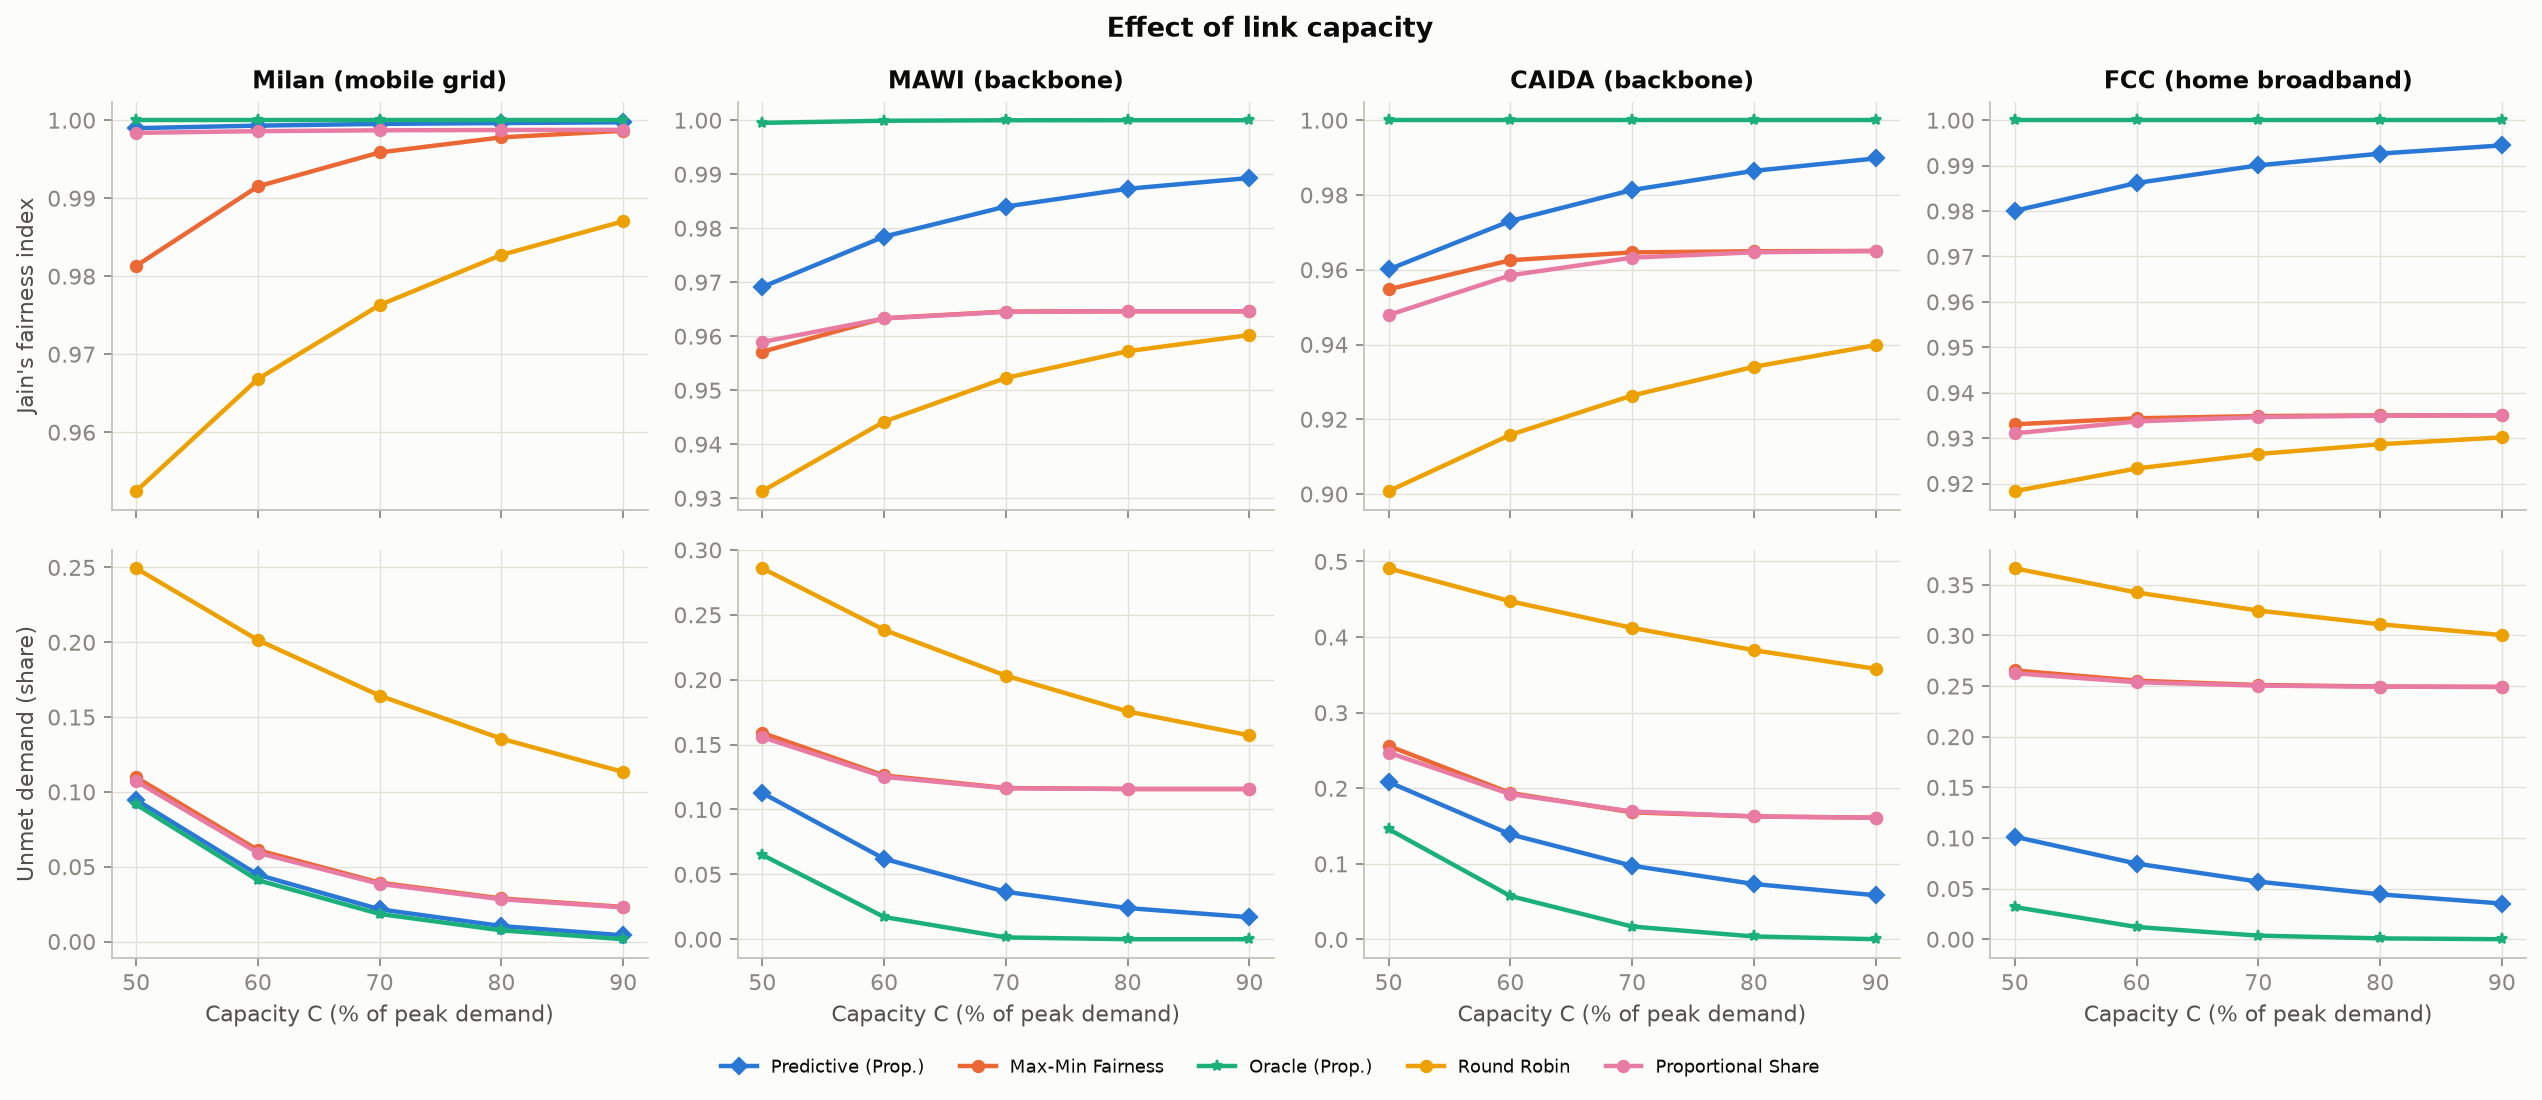 Effect of link capacity
Milan (mobile grid)
MAWI (backbone)
CAIDA (backbone)
FCC (home broadband)
Jain's fairness index
1.00
0.99
0.98
0.97
0.96
1.00
0.99
0.98
0.97
0.96
0.95
0.94
0.93
1.00
0.98
0.96
0.94
0.92
0.90
1.00
0.99
0.98
0.97
0.96
0.95
0.94
0.93
0.92
Unmet demand (share)
0.25
0.20
0.15
0.10
0.05
0.00
0.30
0.25
0.20
0.15
0.10
0.05
0.00
0.5
0.4
0.3
0.2
0.1
0.0
0.35
0.30
0.25
0.20
0.15
0.10
0.05
0.00
50 60 70 80 90
50 60 70 80 90
50 60 70 80 90
50 60 70 80 90
Capacity C (% of peak demand)
Capacity C (% of peak demand)
Capacity C (% of peak demand)
Capacity C (% of peak demand)
Predictive (Prop.)
Max-Min Fairness
Oracle (Prop.)
Round Robin
Proportional Share